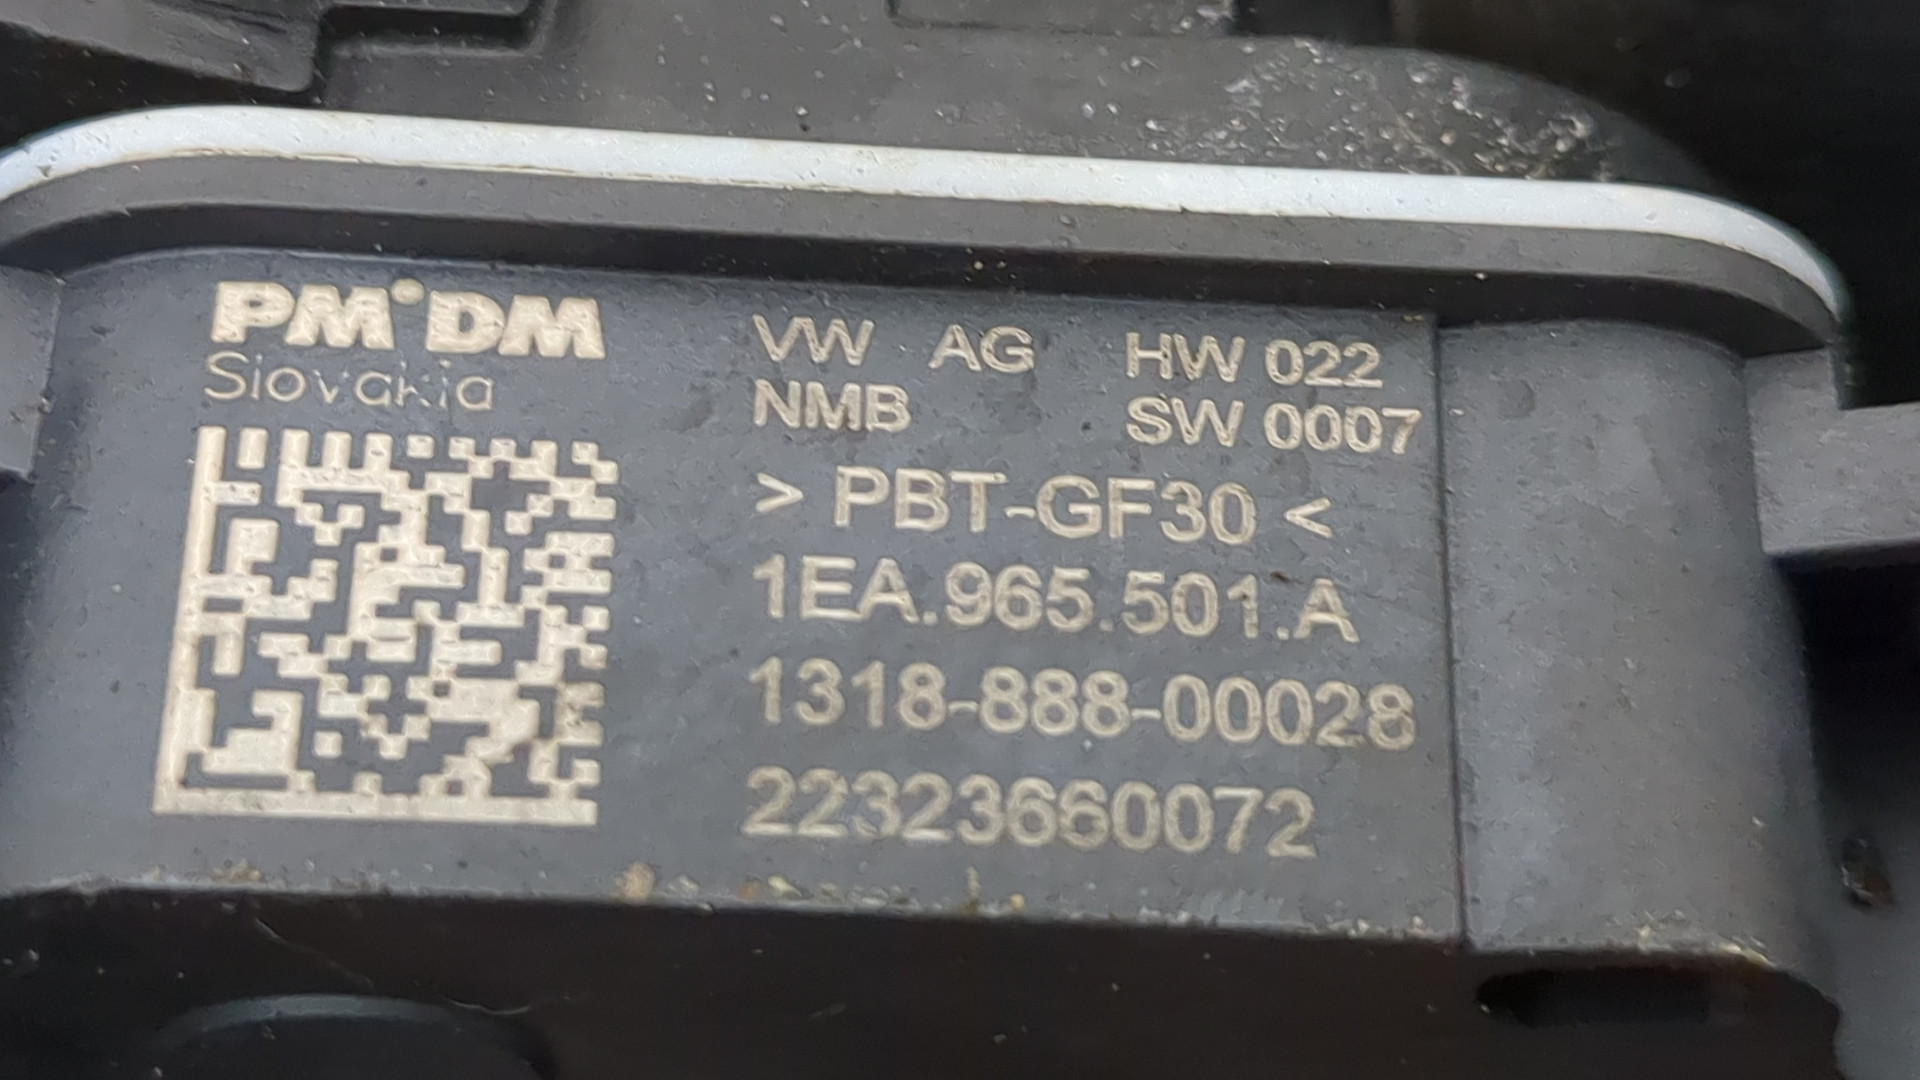 PM°DM
Slovakia
VW AG HW 022
NMB SW 0007
> PBT-GF30 <
1EA.965.501.A
1318-888-00028
22323660072